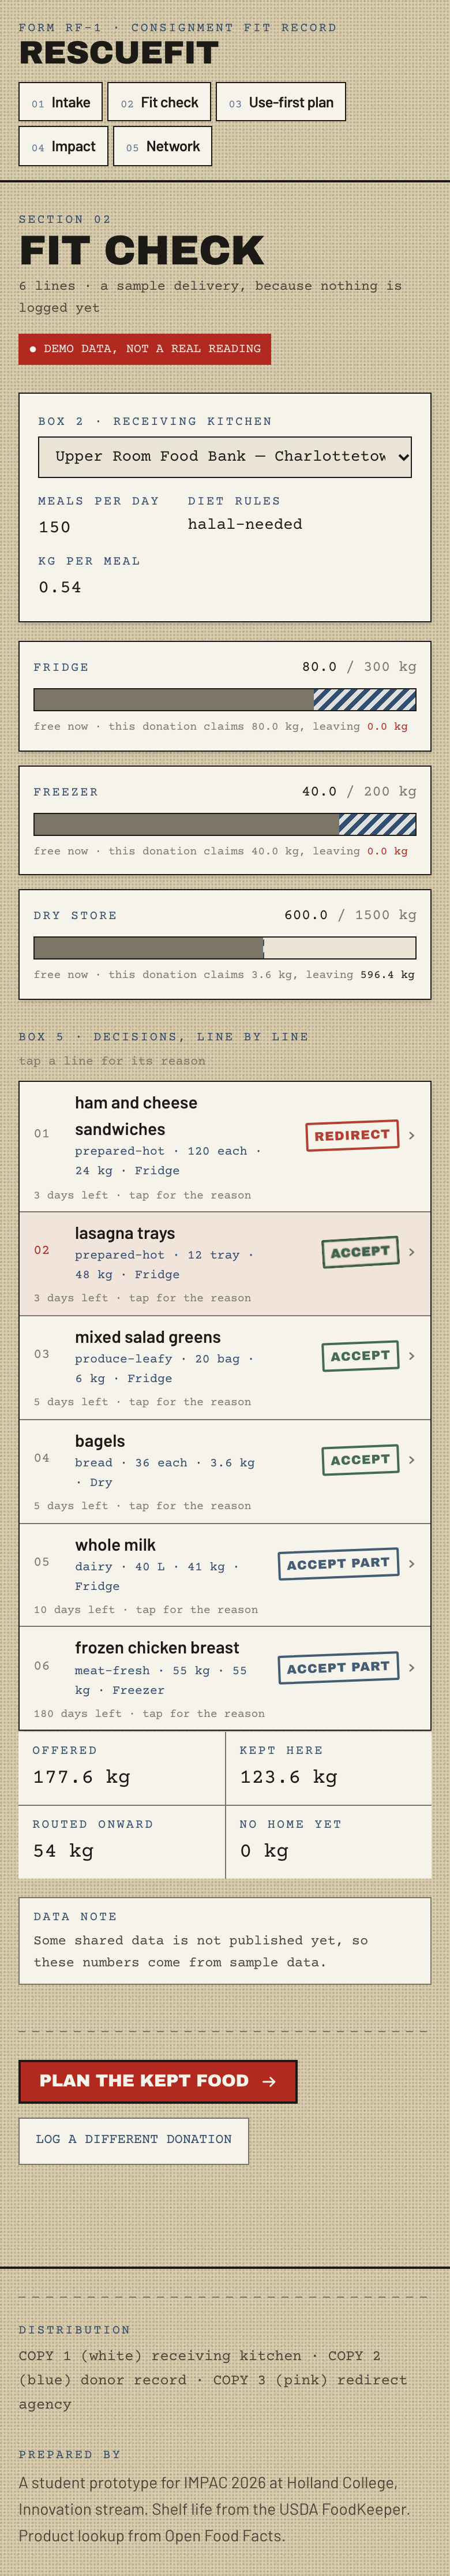 FORM RF-1 · CONSIGNMENT FIT RECORD
RESCUEFIT
01 Intake
02 Fit check
03 Use-first plan
04 Impact
05 Network
SECTION 02
FIT CHECK
6 lines · a sample delivery, because nothing is
logged yet
● DEMO DATA, NOT A REAL READING
BOX 2 · RECEIVING KITCHEN
Upper Room Food Bank — Charlottetow
MEALS PER DAY
150
DIET RULES
halal-needed
KG PER MEAL
0.54
FRIDGE
80.0 / 300 kg
free now · this donation claims 80.0 kg, leaving 0.0 kg
FREEZER
40.0 / 200 kg
free now · this donation claims 40.0 kg, leaving 0.0 kg
DRY STORE
600.0 / 1500 kg
free now · this donation claims 3.6 kg, leaving 596.4 kg
BOX 5 · DECISIONS, LINE BY LINE
tap a line for its reason
01
ham and cheese
sandwiches
prepared-hot · 120 each ·
24 kg · Fridge
REDIRECT
3 days left · tap for the reason
02
lasagna trays
prepared-hot · 12 tray ·
48 kg · Fridge
ACCEPT
3 days left · tap for the reason
03
mixed salad greens
produce-leafy · 20 bag ·
6 kg · Fridge
ACCEPT
5 days left · tap for the reason
04
bagels
bread · 36 each · 3.6 kg
· Dry
ACCEPT
5 days left · tap for the reason
05
whole milk
dairy · 40 L · 41 kg ·
Fridge
ACCEPT PART
10 days left · tap for the reason
06
frozen chicken breast
meat-fresh · 55 kg · 55
kg · Freezer
ACCEPT PART
180 days left · tap for the reason
OFFERED
177.6 kg
KEPT HERE
123.6 kg
ROUTED ONWARD
54 kg
NO HOME YET
0 kg
DATA NOTE
Some shared data is not published yet, so
these numbers come from sample data.
PLAN THE KEPT FOOD →
LOG A DIFFERENT DONATION
DISTRIBUTION
COPY 1 (white) receiving kitchen · COPY 2
(blue) donor record · COPY 3 (pink) redirect
agency
PREPARED BY
A student prototype for IMPAC 2026 at Holland College,
Innovation stream. Shelf life from the USDA FoodKeeper.
Product lookup from Open Food Facts.